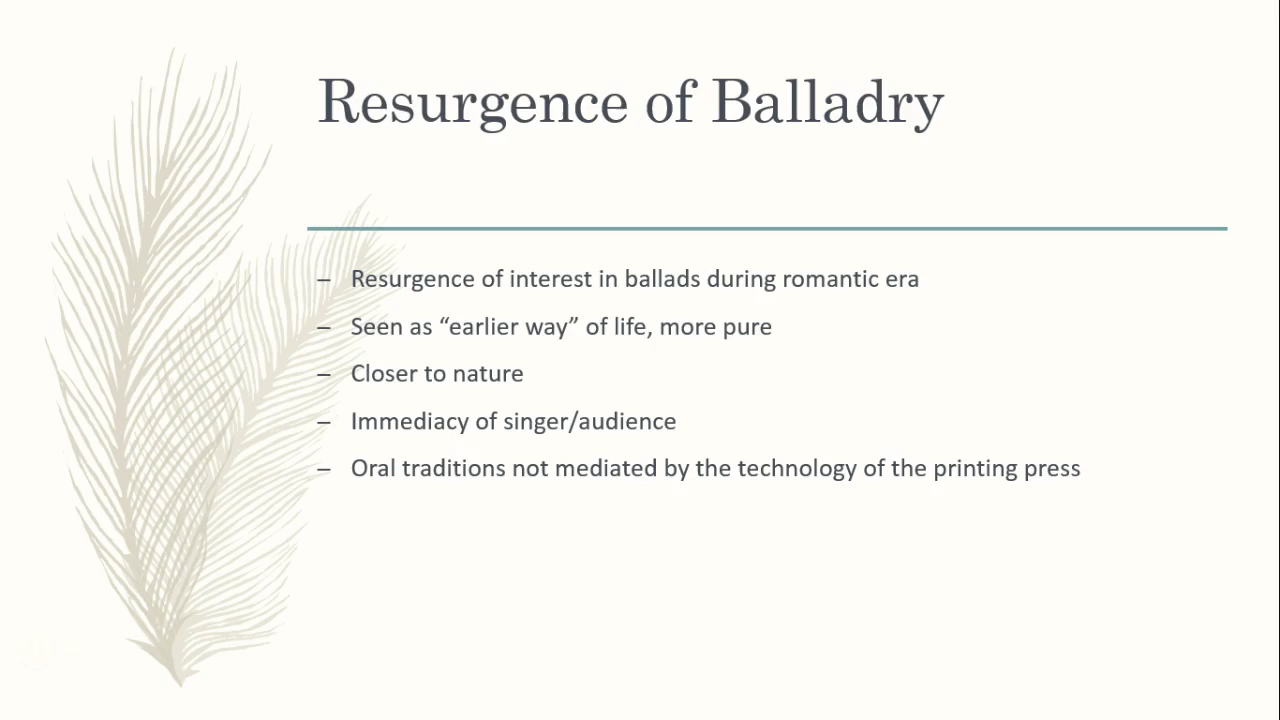 Resurgence of Balladry
– Resurgence of interest in ballads during romantic era
– Seen as “earlier way” of life, more pure
– Closer to nature
– Immediacy of singer/audience
– Oral traditions not mediated by the technology of the printing press